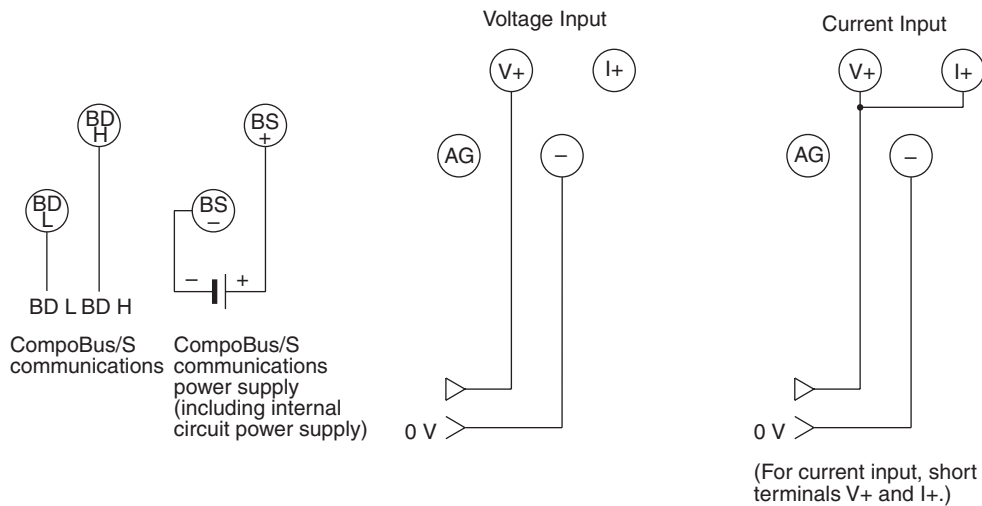 Voltage Input
Current Input
V+
I+
V+
I+
BD
H
BS
+
AG
–
AG
–
BD
L
BS
–
– +
BD L BD H
CompoBus/S
communications
CompoBus/S
communications
power supply
(including internal
circuit power supply)
0 V
0 V
(For current input, short
terminals V+ and I+.)